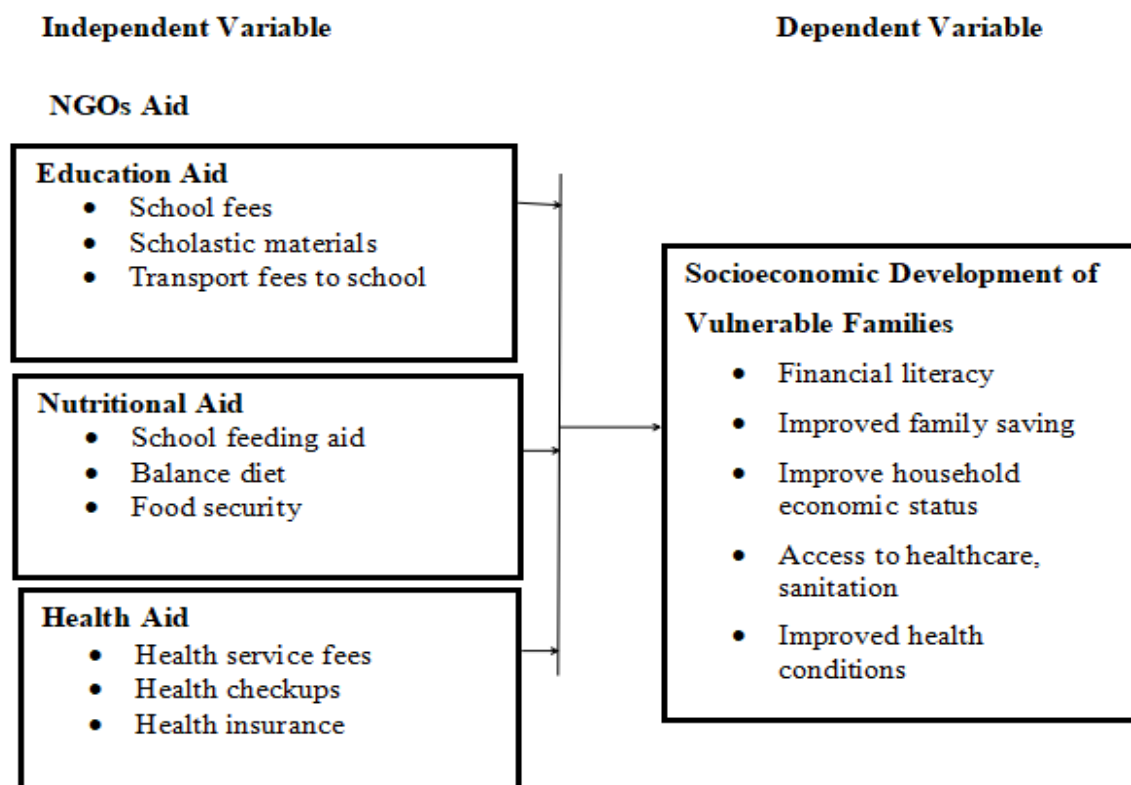 Independent Variable
Dependent Variable
NGOs Aid
Education Aid
• School fees
• Scholastic materials
• Transport fees to school
Nutritional Aid
• School feeding aid
• Balance diet
• Food security
Health Aid
• Health service fees
• Health checkups
• Health insurance
Socioeconomic Development of
Vulnerable Families
• Financial literacy
• Improved family saving
• Improve household
economic status
• Access to healthcare,
sanitation
• Improved health
conditions